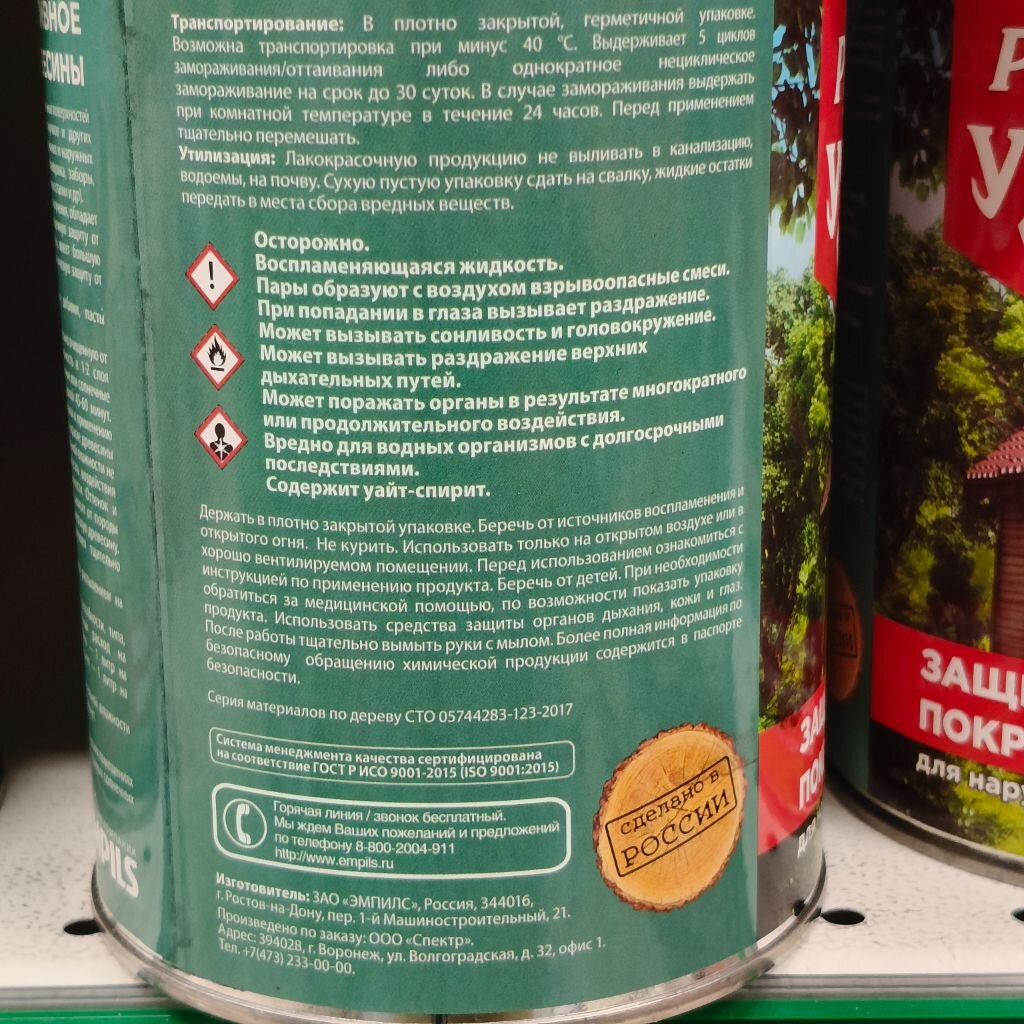 Транспортирование: В плотно закрытой, герметичной упаковке.
Возможна транспортировка при минус 40 °С. Выдерживает 5 циклов
замораживания/оттаивания либо однократное нециклическое
замораживание на срок до 30 суток. В случае замораживания выдержать
при комнатной температуре в течение 24 часов. Перед применением
тщательно перемешать.
Утилизация: Лакокрасочную продукцию не выливать в канализацию,
водоемы, на почву. Сухую пустую упаковку сдать на свалку, жидкие остатки
передать в места сбора вредных веществ.
Осторожно.
Воспламеняющаяся жидкость.
Пары образуют с воздухом взрывоопасные смеси.
При попадании в глаза вызывает раздражение.
Может вызывать сонливость и головокружение.
Может вызывать раздражение верхних
дыхательных путей.
Может поражать органы в результате многократного
или продолжительного воздействия.
Вредно для водных организмов с долгосрочными
последствиями.
Содержит уайт-спирит.
Держать в плотно закрытой упаковке. Беречь от источников воспламенения и
открытого огня. Не курить. Использовать только на открытом воздухе или в
хорошо вентилируемом помещении. Перед использованием ознакомиться с
инструкцией по применению продукта. Беречь от детей. При необходимости
обратиться за медицинской помощью, по возможности показать упаковку
продукта. Использовать средства защиты органов дыхания, кожи и глаз.
После работы тщательно вымыть руки с мылом. Более полная информация по
безопасному обращению химической продукции содержится в паспорте
безопасности.
Серия материалов по дереву СТО 05744283-123-2017
Система менеджмента качества сертифицирована
на соответствие ГОСТ Р ИСО 9001-2015 (ISO 9001:2015)
Горячая линия / звонок бесплатный.
Мы ждем Ваших пожеланий и предложений
по телефону 8-800-2004-911
http://www.empils.ru
сделано в
РОССИИ
Изготовитель: ЗАО «ЭМПИЛС», Россия, 344016,
г. Ростов-на-Дону, пер. 1-й Машиностроительный, 21.
Произведено по заказу: ООО «Спектр».
Адрес: 394028, г. Воронеж, ул. Волгоградская, д. 32, офис 1.
Тел. +7(473) 233-00-00.
ЗАЩИ
ПОКР
для нару